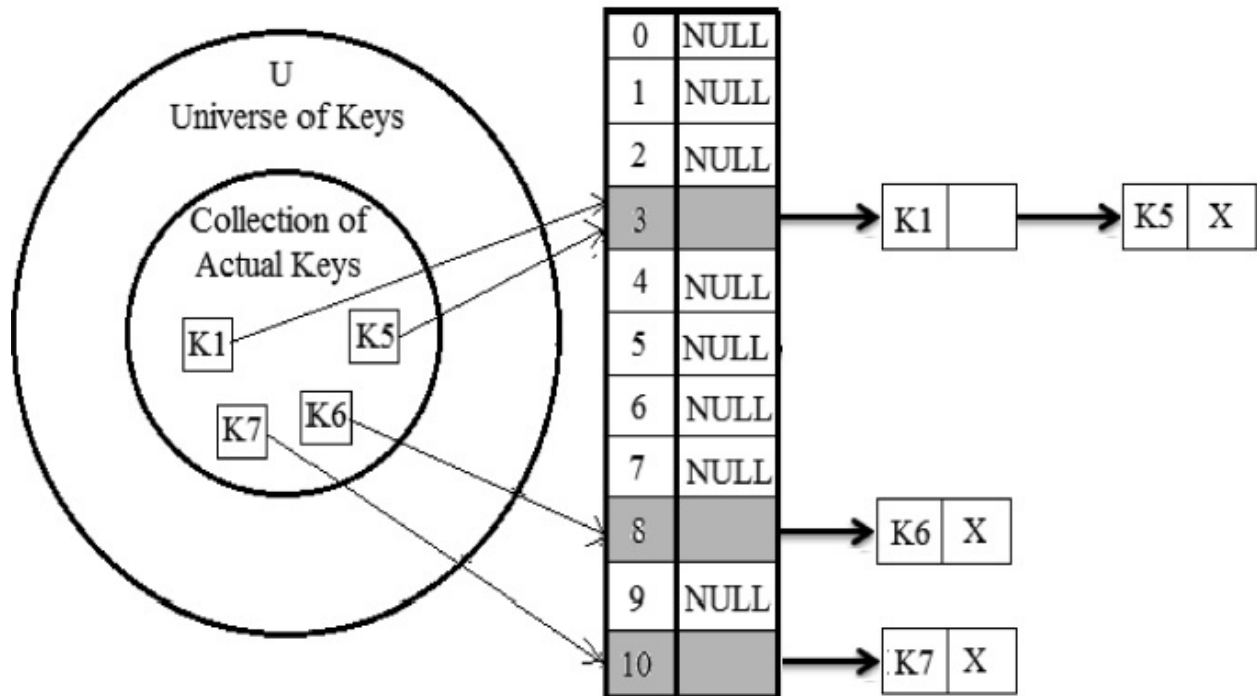 U
Universe of Keys
Collection of
Actual Keys
K1
K5
K7
K6
0 NULL
1 NULL
2 NULL
3
4 NULL
5 NULL
6 NULL
7 NULL
8
9 NULL
10
K1
K5 X
K6 X
K7 X